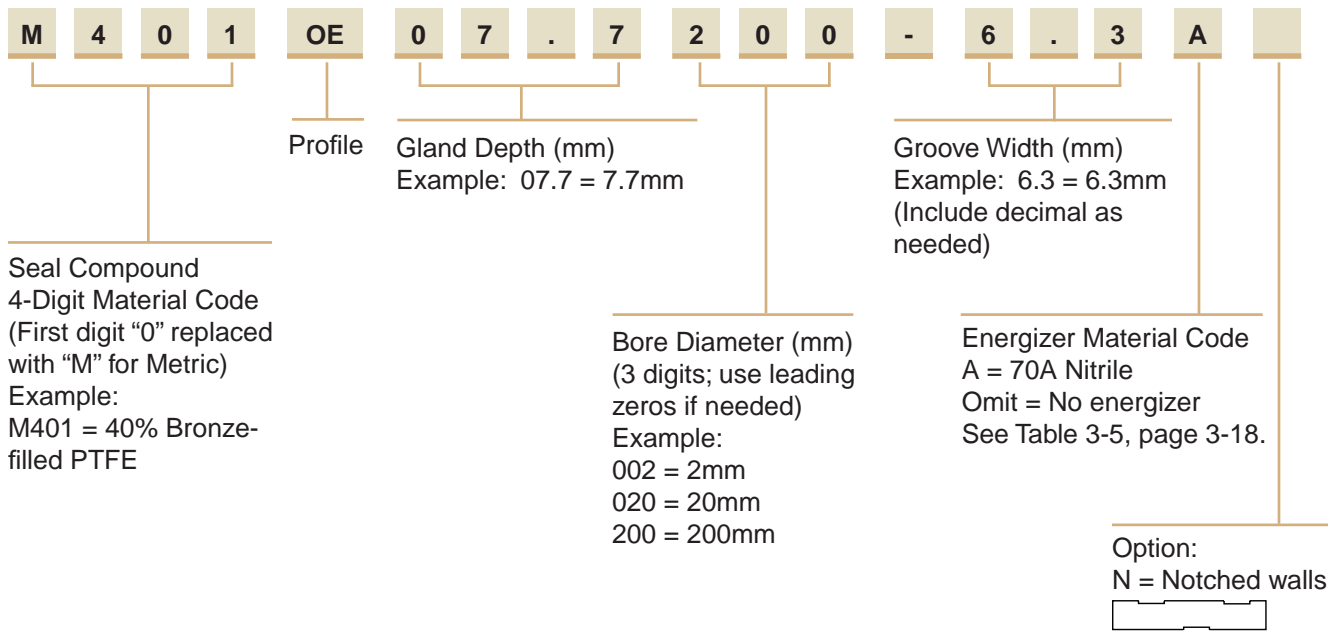 M 4 0 1 OE 0 7 . 7 2 0 0 - 6 . 3 A
Profile
Gland Depth (mm)
Example: 07.7 = 7.7mm
Groove Width (mm)
Example: 6.3 = 6.3mm
(Include decimal as
needed)
Seal Compound
4-Digit Material Code
(First digit “0” replaced
with “M” for Metric)
Example:
M401 = 40% Bronze-
filled PTFE
Bore Diameter (mm)
(3 digits; use leading
zeros if needed)
Example:
002 = 2mm
020 = 20mm
200 = 200mm
Energizer Material Code
A = 70A Nitrile
Omit = No energizer
See Table 3-5, page 3-18.
Option:
N = Notched walls